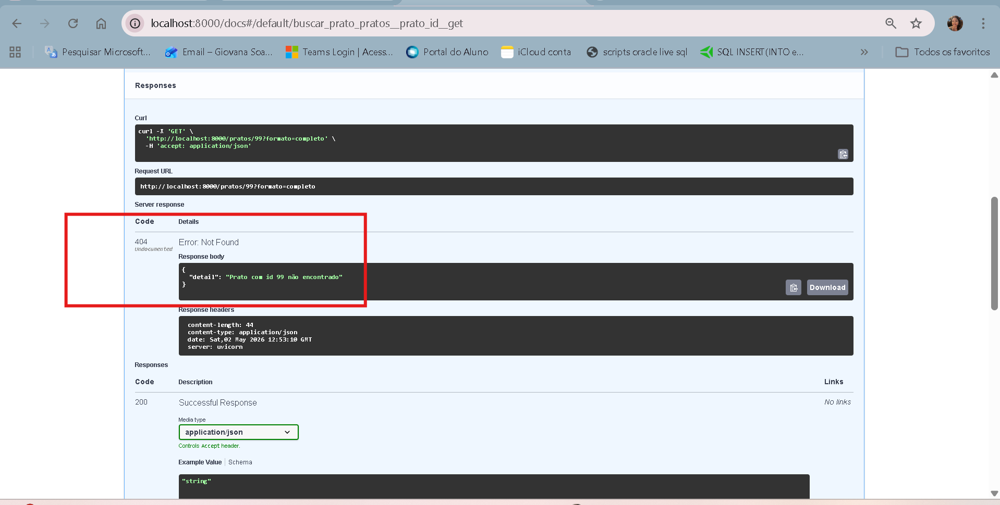 localhost:8000/docs#/default/buscar_prato_pratos__prato_id__get
Pesquisar Microsoft...
Email – Giovana Soa...
Teams Login | Acess...
Portal do Aluno
iCloud conta
scripts oracle live sql
SQL INSERT(INTO e...
Todos os favoritos
Responses
Curl
curl -X 'GET' \
'http://localhost:8000/pratos/99?formato=completo' \
-H 'accept: application/json'
Request URL
http://localhost:8000/pratos/99?formato=completo
Server response
Code Details
404 Error: Not Found
Undocumented
Response body
{
"detail": "Prato com id 99 não encontrado"
}
Download
Response headers
content-length: 44
content-type: application/json
date: Sat,02 May 2026 12:53:10 GMT
server: uvicorn
Responses
Code Description Links
200 Successful Response No links
Media type
application/json
Controls Accept header.
Example Value Schema
"string"